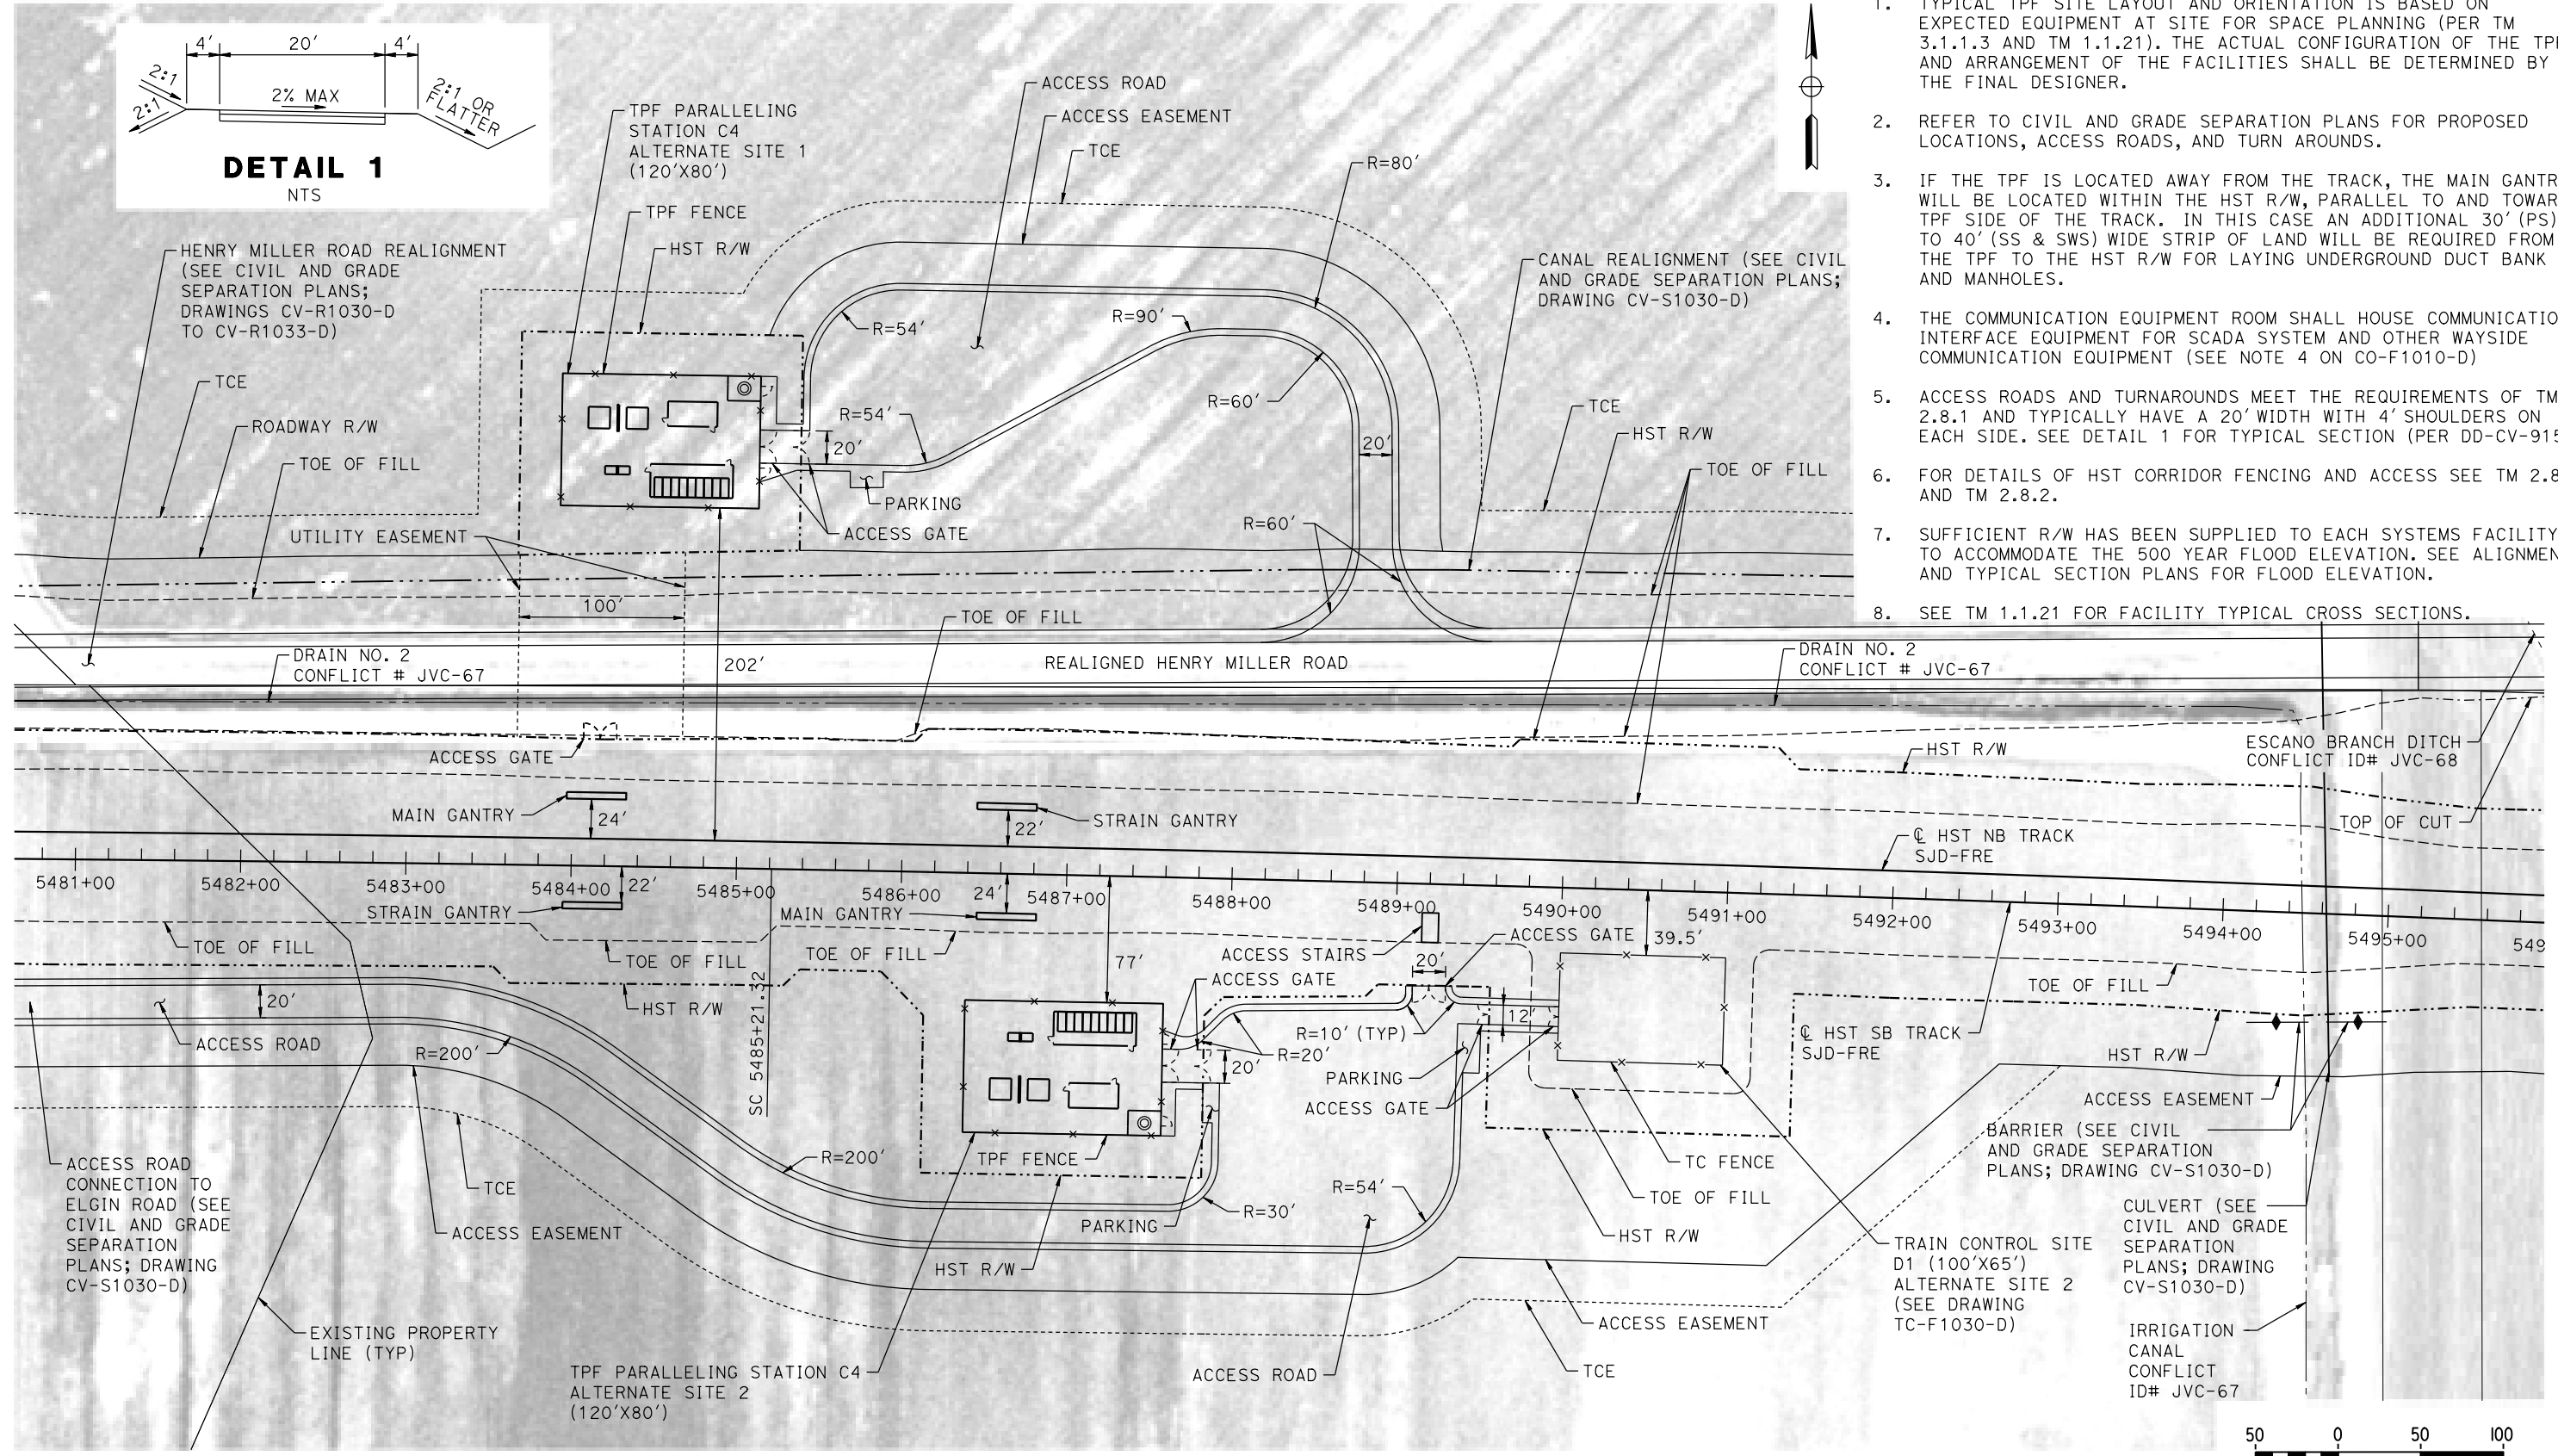 4' 20' 4'
2:1
2:1
2% MAX
2:1 OR
FLATTER
DETAIL 1
NTS
HENRY MILLER ROAD REALIGNMENT
(SEE CIVIL AND GRADE
SEPARATION PLANS;
DRAWINGS CV-R1030-D
TO CV-R1033-D)
TCE
ROADWAY R/W
TOE OF FILL
UTILITY EASEMENT
TPF PARALLELING
STATION C4
ALTERNATE SITE 1
(120'X80')
TPF FENCE
HST R/W
ACCESS ROAD
ACCESS EASEMENT
TCE
R=80'
R=54'
R=90'
R=54'
20'
R=60'
20'
PARKING
ACCESS GATE
R=60'
CANAL REALIGNMENT (SEE CIVIL
AND GRADE SEPARATION PLANS;
DRAWING CV-S1030-D)
TCE
HST R/W
TOE OF FILL
TCE
1. TYPICAL TPF SITE LAYOUT AND ORIENTATION IS BASED ON
EXPECTED EQUIPMENT AT SITE FOR SPACE PLANNING (PER TM
3.1.1.3 AND TM 1.1.21). THE ACTUAL CONFIGURATION OF THE TPF
AND ARRANGEMENT OF THE FACILITIES SHALL BE DETERMINED BY
THE FINAL DESIGNER.
2. REFER TO CIVIL AND GRADE SEPARATION PLANS FOR PROPOSED
LOCATIONS, ACCESS ROADS, AND TURN AROUNDS.
3. IF THE TPF IS LOCATED AWAY FROM THE TRACK, THE MAIN GANTR
WILL BE LOCATED WITHIN THE HST R/W, PARALLEL TO AND TOWAR
TPF SIDE OF THE TRACK. IN THIS CASE AN ADDITIONAL 30' (PS)
TO 40' (SS & SWS) WIDE STRIP OF LAND WILL BE REQUIRED FROM
THE TPF TO THE HST R/W FOR LAYING UNDERGROUND DUCT BANK
AND MANHOLES.
4. THE COMMUNICATION EQUIPMENT ROOM SHALL HOUSE COMMUNICATIO
INTERFACE EQUIPMENT FOR SCADA SYSTEM AND OTHER WAYSIDE
COMMUNICATION EQUIPMENT (SEE NOTE 4 ON CO-F1010-D)
5. ACCESS ROADS AND TURNAROUNDS MEET THE REQUIREMENTS OF TM
2.8.1 AND TYPICALLY HAVE A 20' WIDTH WITH 4' SHOULDERS ON
EACH SIDE. SEE DETAIL 1 FOR TYPICAL SECTION (PER DD-CV-915
6. FOR DETAILS OF HST CORRIDOR FENCING AND ACCESS SEE TM 2.8
AND TM 2.8.2.
7. SUFFICIENT R/W HAS BEEN SUPPLIED TO EACH SYSTEMS FACILITY
TO ACCOMMODATE THE 500 YEAR FLOOD ELEVATION. SEE ALIGNMEN
AND TYPICAL SECTION PLANS FOR FLOOD ELEVATION.
8. SEE TM 1.1.21 FOR FACILITY TYPICAL CROSS SECTIONS.
100'
TOE OF FILL
DRAIN NO. 2
CONFLICT # JVC-67
202'
REALIGNED HENRY MILLER ROAD
DRAIN NO. 2
CONFLICT # JVC-67
ACCESS GATE
HST R/W
ESCANO BRANCH DITCH
CONFLICT ID# JVC-68
MAIN GANTRY
24'
22'
STRAIN GANTRY
TOP OF CUT
℄ HST NB TRACK
SJD-FRE
5481+00 5482+00 5483+00 5484+00 5485+00 5486+00 5487+00 5488+00 5489+00 5490+00 5491+00 5492+00 5493+00 5494+00 5495+00 549
22'
24'
STRAIN GANTRY
MAIN GANTRY
TOE OF FILL
TOE OF FILL
TOE OF FILL
HST R/W
SC 5485+21.32
77'
ACCESS STAIRS
ACCESS GATE
39.5'
20'
ACCESS GATE
TOE OF FILL
20'
ACCESS ROAD
R=200'
R=10' (TYP)
12'
R=20'
20'
PARKING
ACCESS GATE
℄ HST SB TRACK
SJD-FRE
HST R/W
ACCESS EASEMENT
BARRIER (SEE CIVIL
AND GRADE SEPARATION
PLANS; DRAWING CV-S1030-D)
ACCESS ROAD
CONNECTION TO
ELGIN ROAD (SEE
CIVIL AND GRADE
SEPARATION
PLANS; DRAWING
CV-S1030-D)
TCE
ACCESS EASEMENT
R=200'
TPF FENCE
PARKING
R=30'
HST R/W
R=54'
TC FENCE
TOE OF FILL
HST R/W
TRAIN CONTROL SITE
D1 (100'X65')
ALTERNATE SITE 2
(SEE DRAWING
TC-F1030-D)
CULVERT (SEE
CIVIL AND GRADE
SEPARATION
PLANS; DRAWING
CV-S1030-D)
EXISTING PROPERTY
LINE (TYP)
TPF PARALLELING STATION C4
ALTERNATE SITE 2
(120'X80')
ACCESS ROAD
ACCESS EASEMENT
TCE
IRRIGATION
CANAL
CONFLICT
ID# JVC-67
50 0 50 100